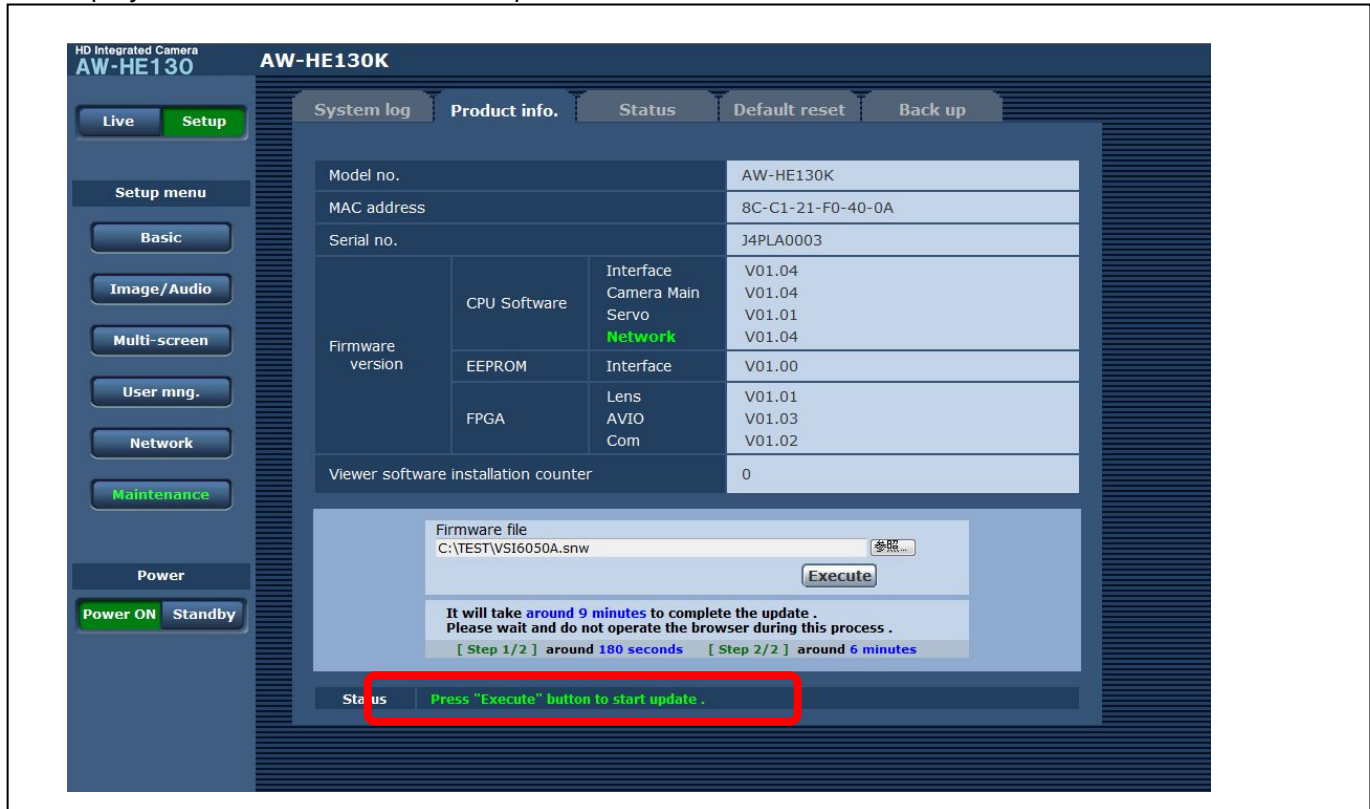 HD Integrated Camera
AW-HE130
AW-HE130K
Live Setup
System log Product info. Status Default reset Back up
Setup menu
Basic
Image/Audio
Multi-screen
User mng.
Network
Maintenance
Power
Power ON Standby
Model no. AW-HE130K
MAC address 8C-C1-21-F0-40-0A
Serial no. J4PLA0003
Firmware version
CPU Software
Interface V01.04
Camera Main V01.04
Servo V01.01
Network V01.04
EEPROM Interface V01.00
FPGA
Lens V01.01
AVIO V01.03
Com V01.02
Viewer software installation counter 0
Firmware file
C:\TEST\VSI6050A.snw 参照...
Execute
It will take around 9 minutes to complete the update .
Please wait and do not operate the browser during this process .
[ Step 1/2 ] around 180 seconds [ Step 2/2 ] around 6 minutes
Status Press "Execute" button to start update .